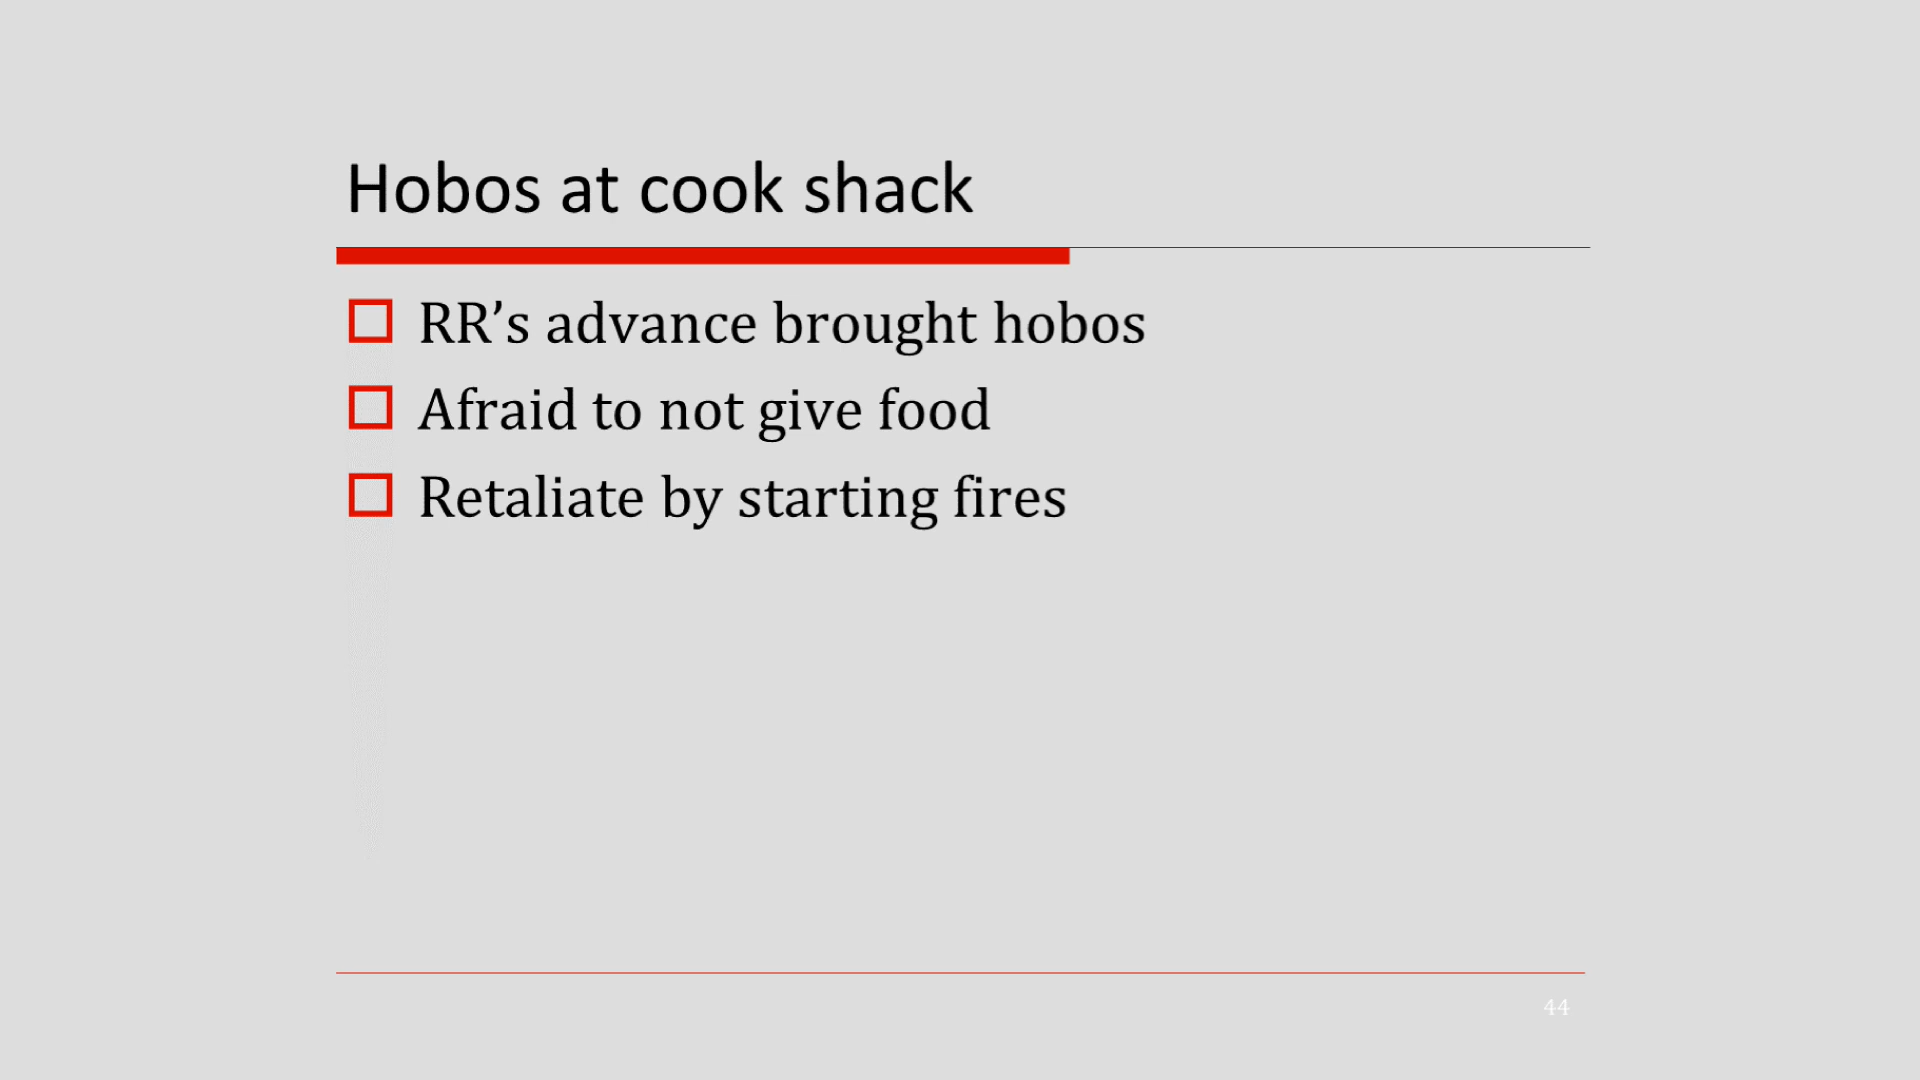 Hobos at cook shack
RR’s advance brought hobos
Afraid to not give food
Retaliate by starting fires
44